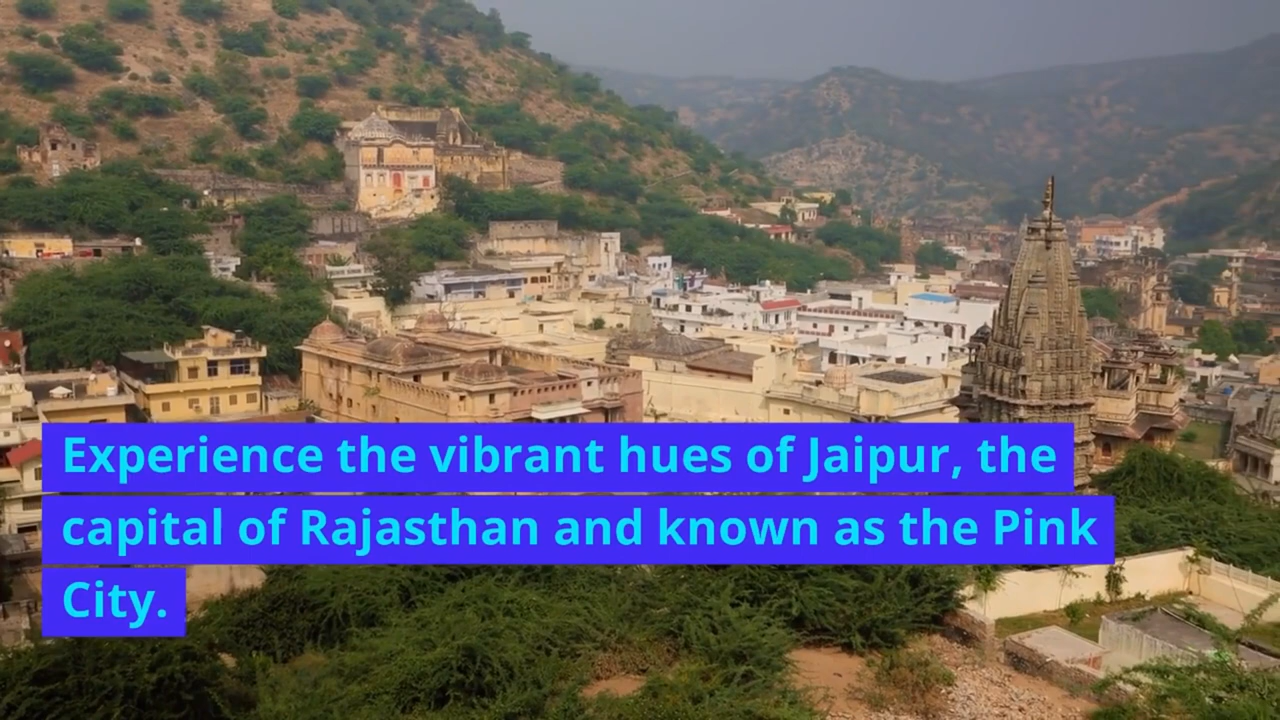 Experience the vibrant hues of Jaipur, the
capital of Rajasthan and known as the Pink
City.